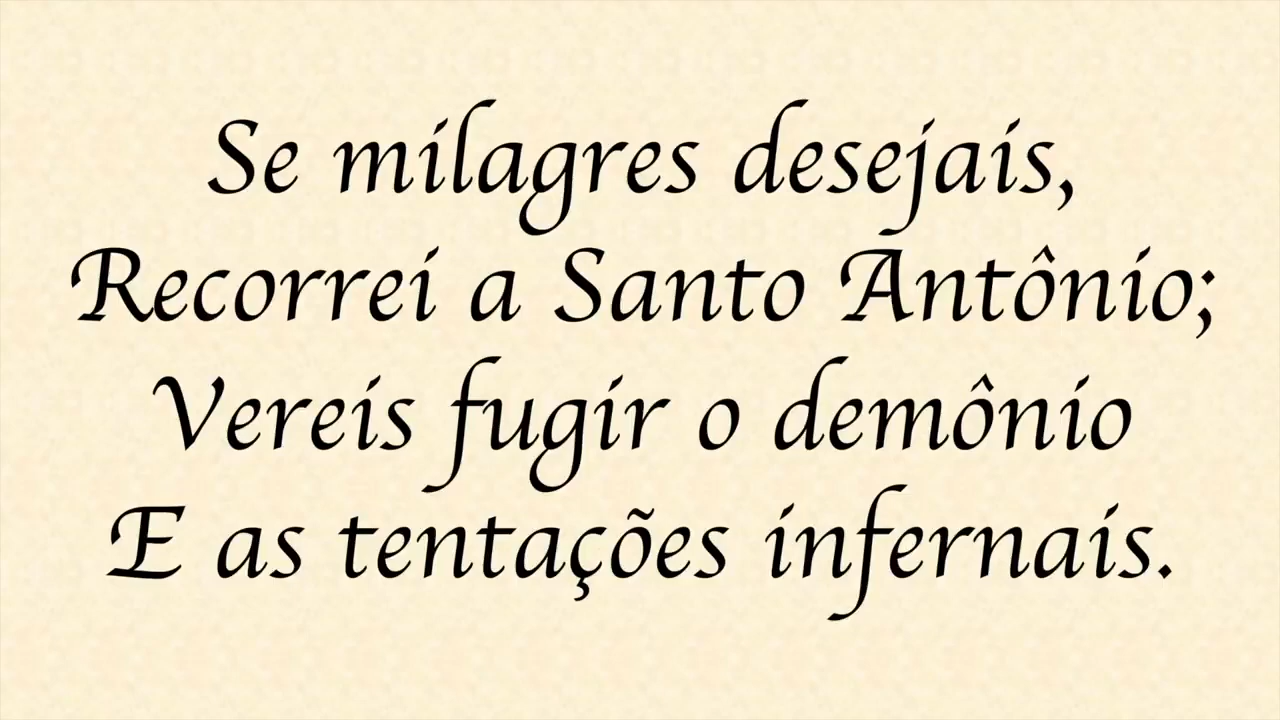 Se milagres desejais,
Recorrei a Santo Antônio;
Vereis fugir o demônio
E as tentações infernais.